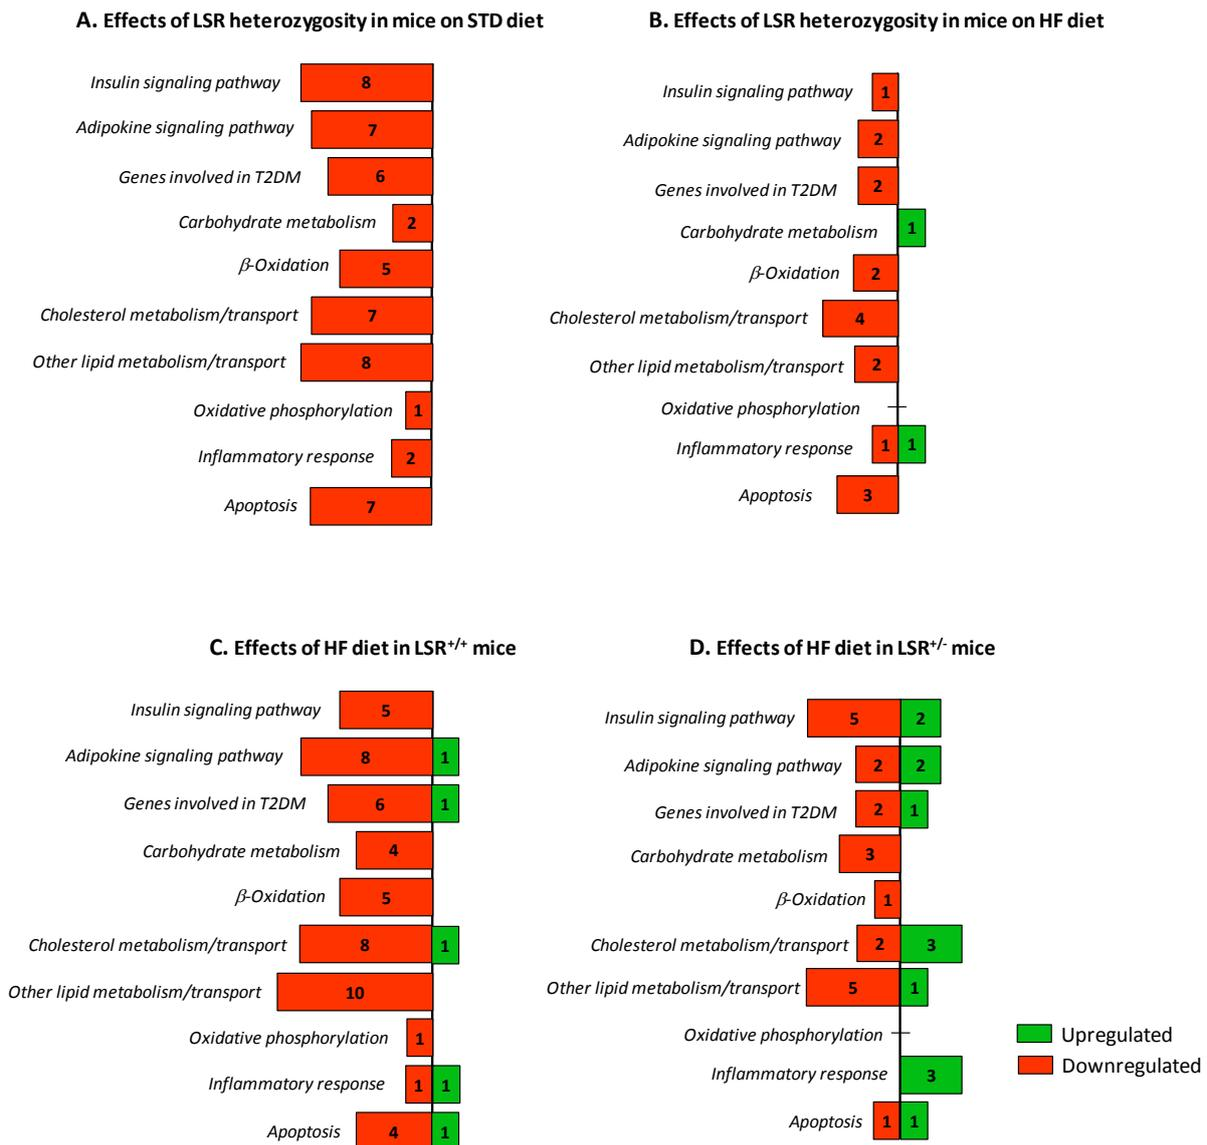 A. Effects of LSR heterozygosity in mice on STD diet
Insulin signaling pathway 8
Adipokine signaling pathway 7
Genes involved in T2DM 6
Carbohydrate metabolism 2
β-Oxidation 5
Cholesterol metabolism/transport 7
Other lipid metabolism/transport 8
Oxidative phosphorylation 1
Inflammatory response 2
Apoptosis 7
B. Effects of LSR heterozygosity in mice on HF diet
Insulin signaling pathway 1
Adipokine signaling pathway 2
Genes involved in T2DM 2
Carbohydrate metabolism 1
β-Oxidation 2
Cholesterol metabolism/transport 4
Other lipid metabolism/transport 2
Oxidative phosphorylation
Inflammatory response 1 1
Apoptosis 3
C. Effects of HF diet in LSR+/+ mice
Insulin signaling pathway 5
Adipokine signaling pathway 8 1
Genes involved in T2DM 6 1
Carbohydrate metabolism 4
β-Oxidation 5
Cholesterol metabolism/transport 8 1
Other lipid metabolism/transport 10
Oxidative phosphorylation 1
Inflammatory response 1 1
Apoptosis 4 1
D. Effects of HF diet in LSR+/- mice
Insulin signaling pathway 5 2
Adipokine signaling pathway 2 2
Genes involved in T2DM 2 1
Carbohydrate metabolism 3
β-Oxidation 1
Cholesterol metabolism/transport 2 3
Other lipid metabolism/transport 5 1
Oxidative phosphorylation
Inflammatory response 3
Apoptosis 1 1
Upregulated
Downregulated